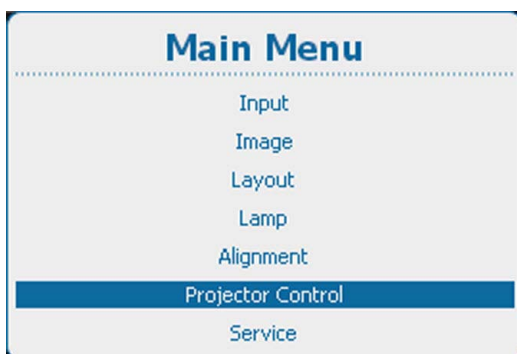 Main Menu
Input
Image
Layout
Lamp
Alignment
Projector Control
Service